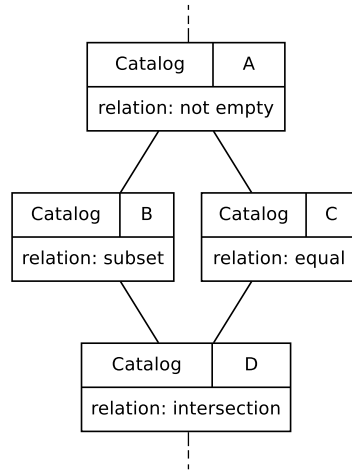 Catalog A
relation: not empty
Catalog B
relation: subset
Catalog C
relation: equal
Catalog D
relation: intersection